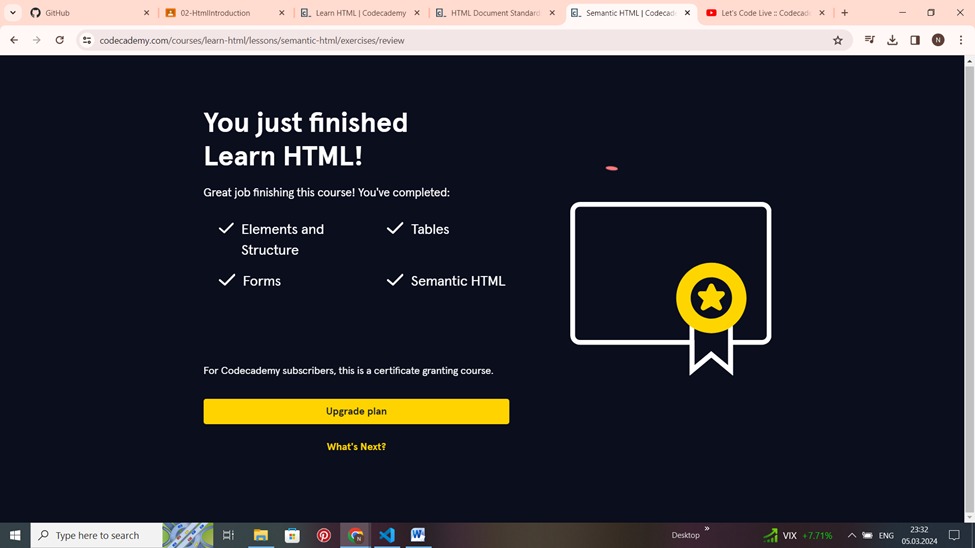 GitHub
02-HtmlIntroduction
Learn HTML | Codecademy
HTML Document Standard
Semantic HTML | Codecad
Let's Code Live :: Codecad
codecademy.com/courses/learn-html/lessons/semantic-html/exercises/review
N
You just finished
Learn HTML!
Great job finishing this course! You've completed:
Elements and
Structure
Tables
Forms
Semantic HTML
For Codecademy subscribers, this is a certificate granting course.
Upgrade plan
What's Next?
Type here to search
Desktop
VIX +7.71%
ENG
23:32
05.03.2024